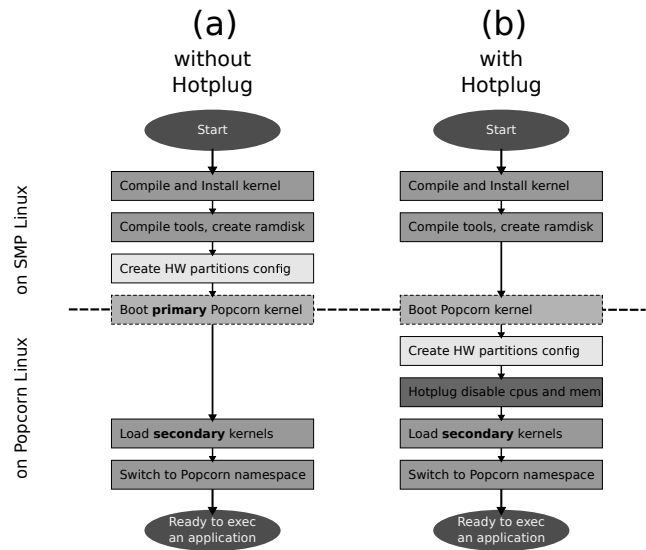 (a)
without
Hotplug
(b)
with
Hotplug
on SMP Linux
on Popcorn Linux
Start
Compile and Install kernel
Compile tools, create ramdisk
Create HW partitions config
Boot primary Popcorn kernel
Load secondary kernels
Switch to Popcorn namespace
Ready to exec
an application
Start
Compile and Install kernel
Compile tools, create ramdisk
Boot Popcorn kernel
Create HW partitions config
Hotplug disable cpus and mem
Load secondary kernels
Switch to Popcorn namespace
Ready to exec
an application